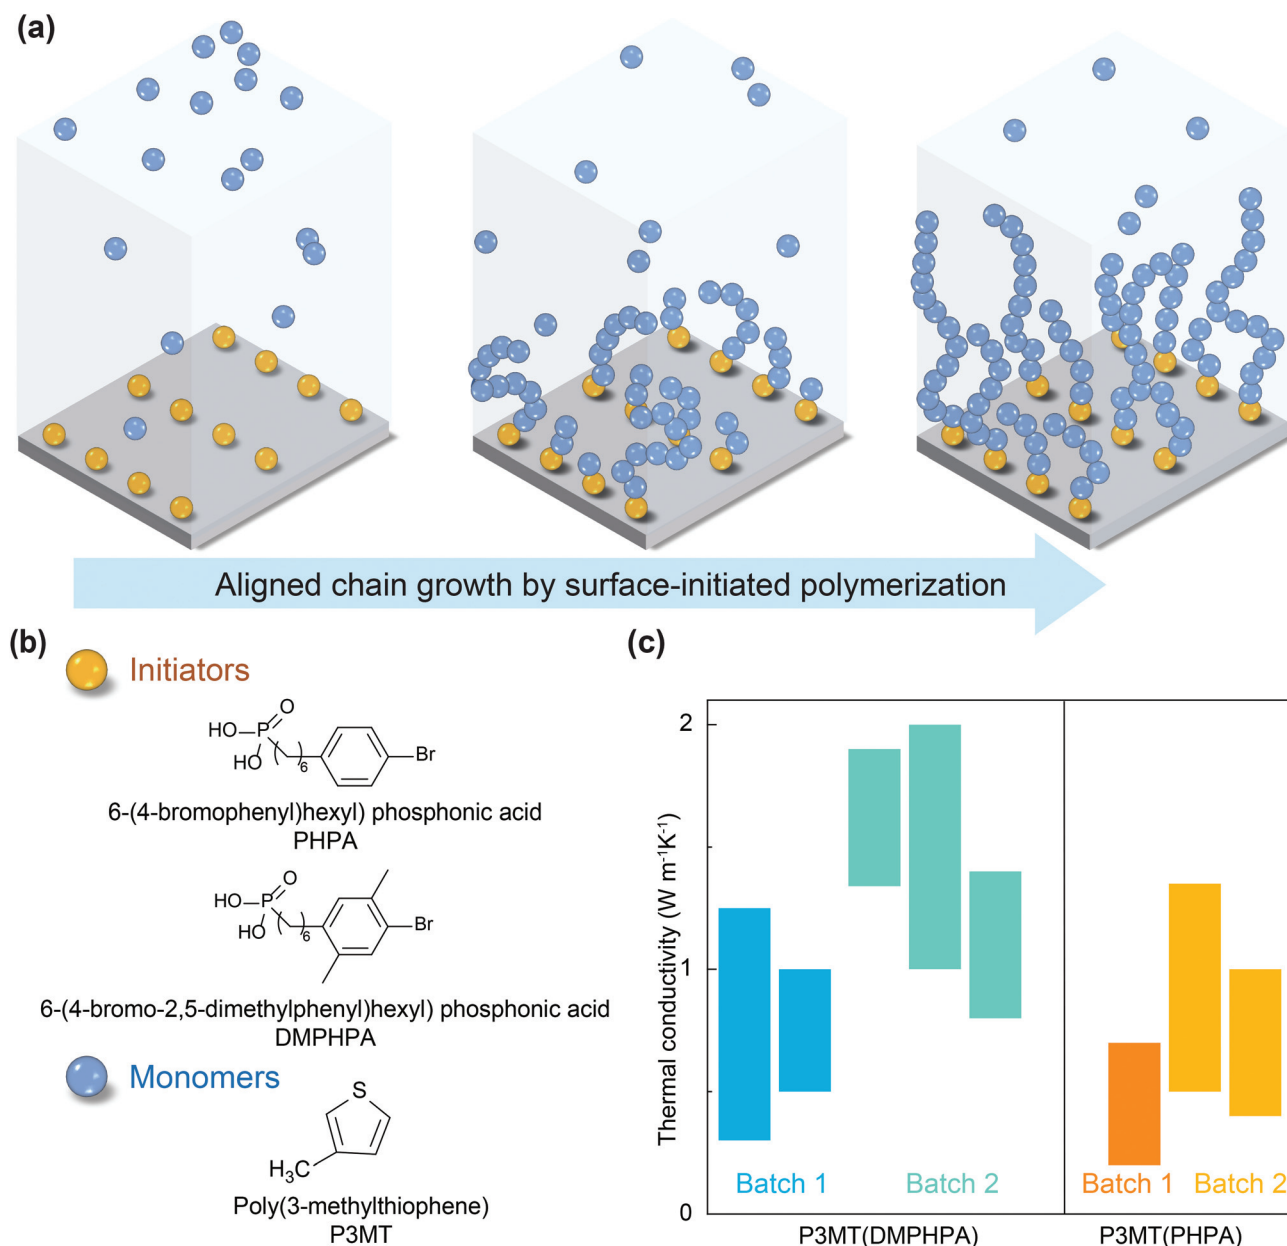 (a)
Aligned chain growth by surface-initiated polymerization
(b)
Initiators
HO
P
O
HO
6
Br
6-(4-bromophenyl)hexyl) phosphonic acid
PHPA
HO
P
O
HO
6
Br
6-(4-bromo-2,5-dimethylphenyl)hexyl) phosphonic acid
DMPHPA
Monomers
S
H₃C
Poly(3-methylthiophene)
P3MT
(c)
Thermal conductivity (W m⁻¹K⁻¹)
2
1
0
Batch 1
Batch 2
Batch 1
Batch 2
P3MT(DMPHPA)
P3MT(PHPA)